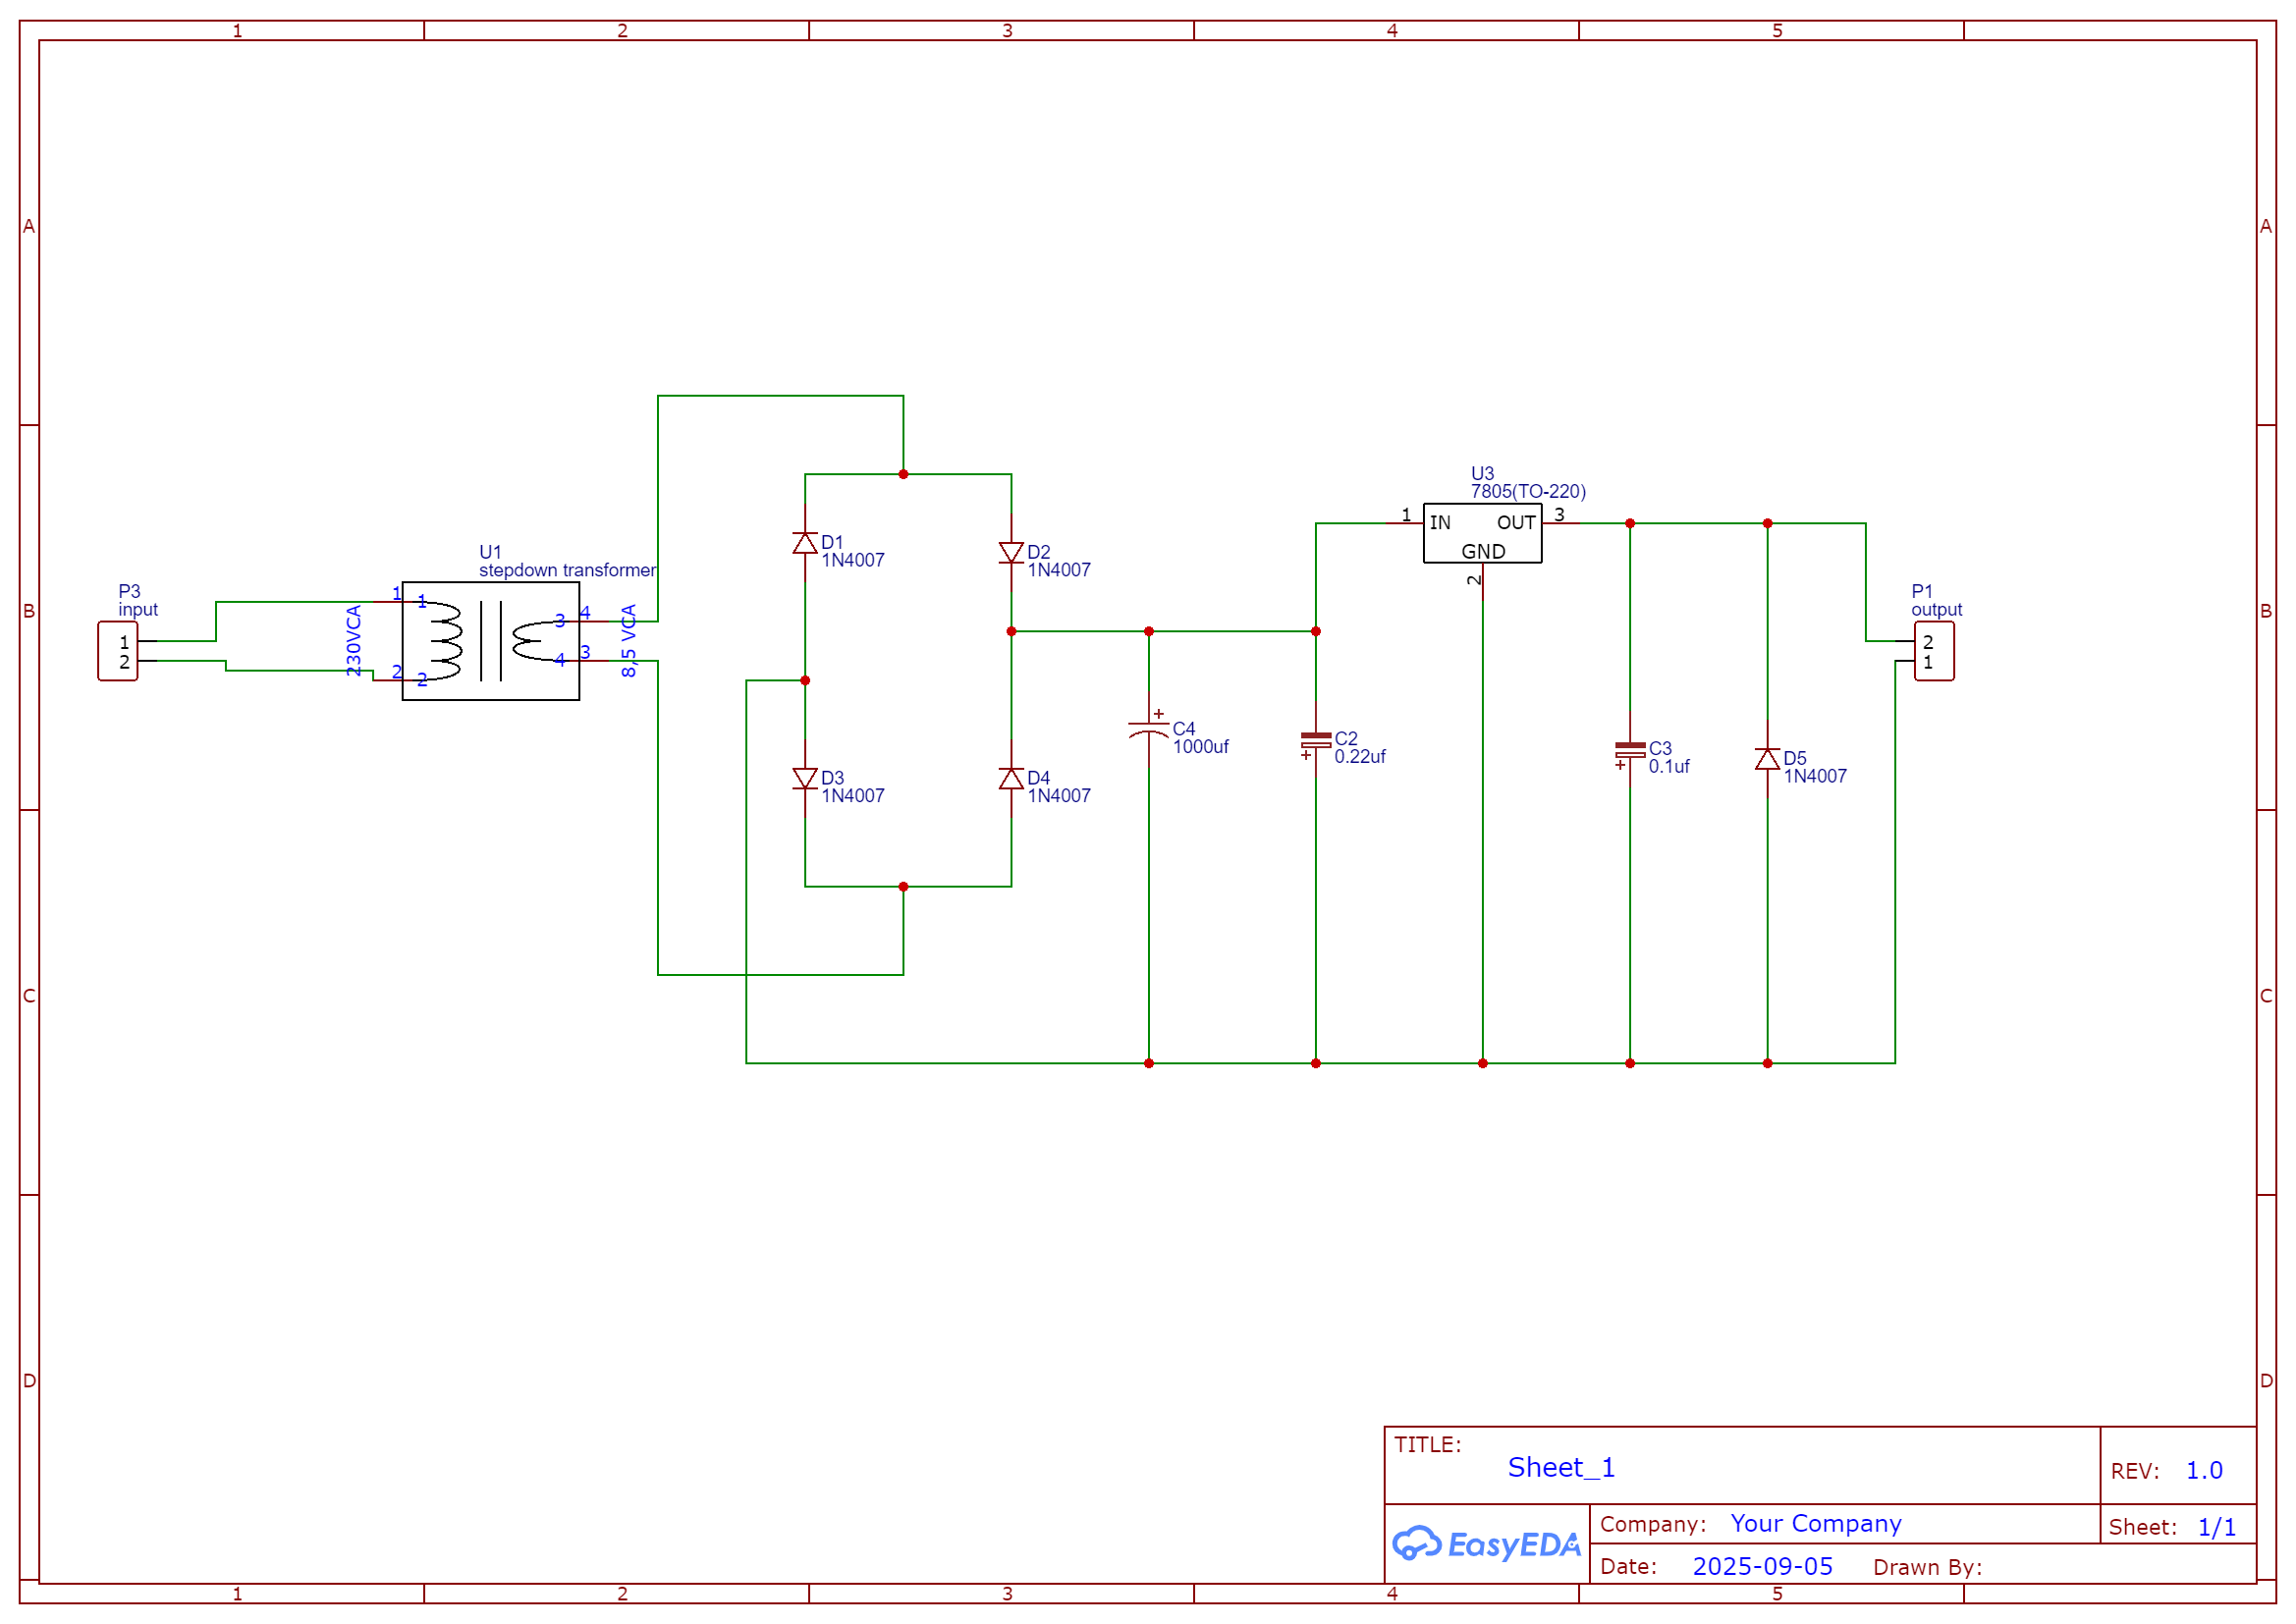 1 2 3 4 5
A A
B B
C C
D D
P3
input
1
2
230VCA
U1
stepdown transformer
1 1
2 2
3 4
4 3
8,5 VCA
D1
1N4007
D2
1N4007
D3
1N4007
D4
1N4007
+
C4
1000uf
C2
0.22uf
+
U3
7805(TO-220)
1 IN OUT 3
GND
2
C3
0.1uf
+
D5
1N4007
P1
output
2
1
TITLE:
Sheet_1
REV: 1.0
EasyEDA
Company: Your Company
Sheet: 1/1
Date: 2025-09-05 Drawn By:
1 2 3 4 5